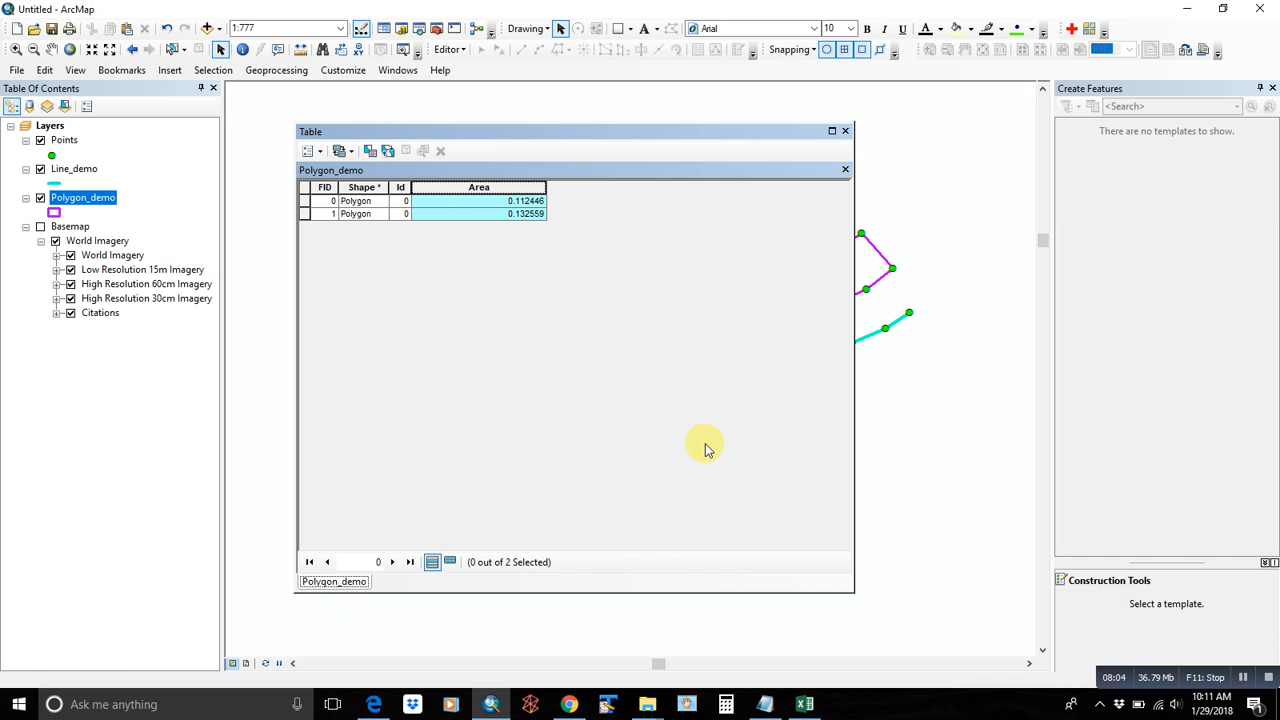 Untitled - ArcMap
1:777
Drawing
Arial
10
B
I
U
A
Editor
Snapping
100
File
Edit
View
Bookmarks
Insert
Selection
Geoprocessing
Customize
Windows
Help
Table Of Contents
Layers
Points
Line_demo
Polygon_demo
Basemap
World Imagery
World Imagery
Low Resolution 15m Imagery
High Resolution 60cm Imagery
High Resolution 30cm Imagery
Citations
Table
Polygon_demo
FID Shape * Id Area
0 Polygon 0 0.112446
1 Polygon 0 0.132559
0
(0 out of 2 Selected)
Polygon_demo
Create Features
<Search>
There are no templates to show.
Construction Tools
Select a template.
08:04 36.79 Mb F11: Stop
Ask me anything
10:11 AM
1/29/2018